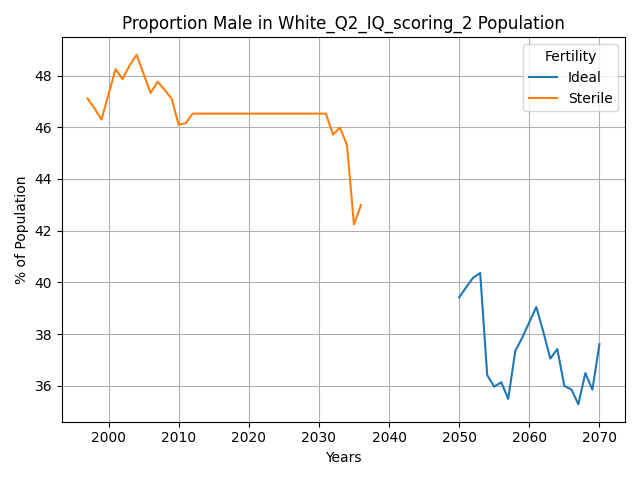 Proportion Male in White_Q2_IQ_scoring_2 Population
Fertility
Ideal
Sterile
% of Population
48
46
44
42
40
38
36
2000 2010 2020 2030 2040 2050 2060 2070
Years